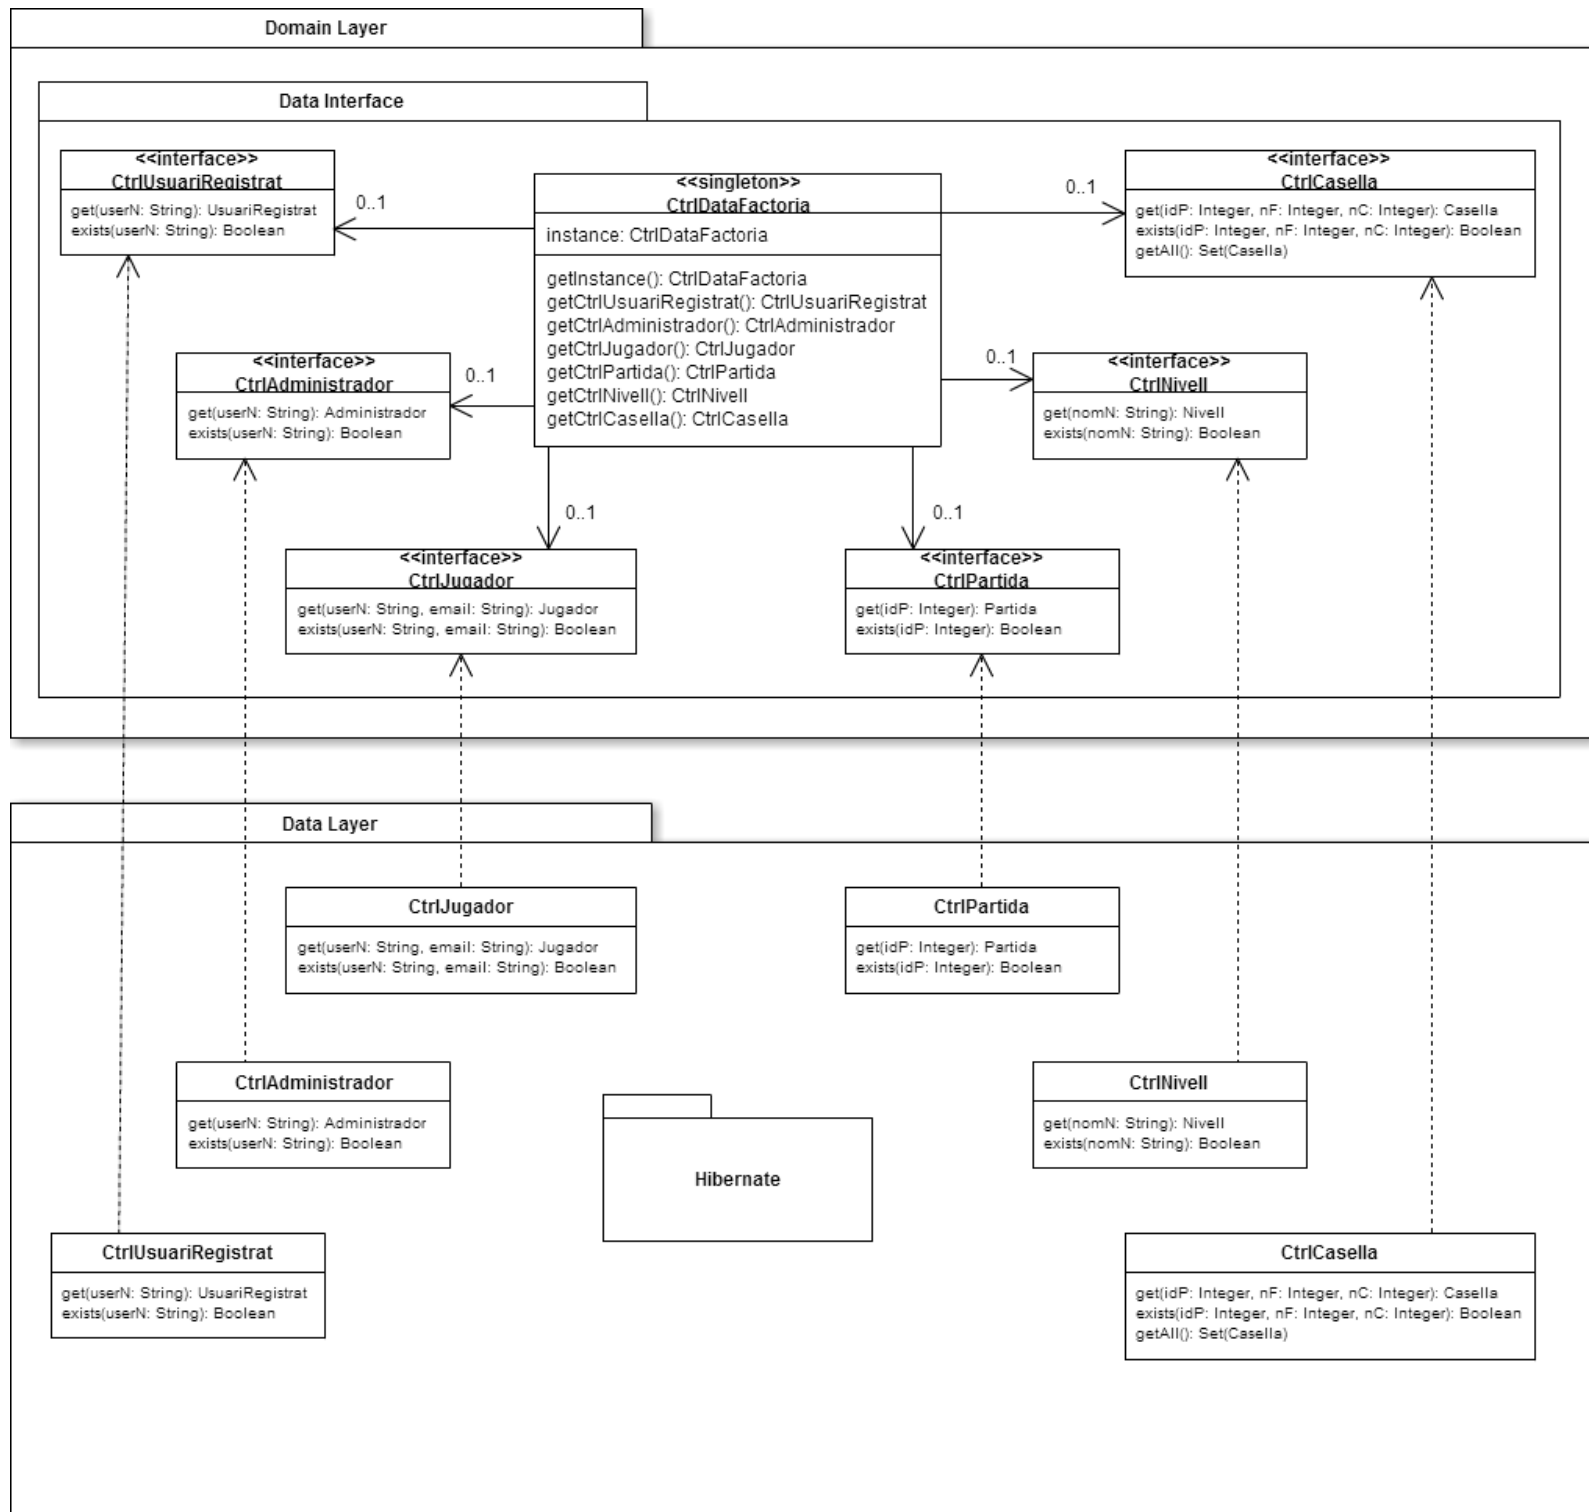 Domain Layer
Data Interface
<<interface>>
CtrlUsuariRegistrat
get(userN: String): UsuariRegistrat
exists(userN: String): Boolean
0..1
<<singleton>>
CtrlDataFactoria
instance: CtrlDataFactoria
getInstance(): CtrlDataFactoria
getCtrlUsuariRegistrat(): CtrlUsuariRegistrat
getCtrlAdministrador(): CtrlAdministrador
getCtrlJugador(): CtrlJugador
getCtrlPartida(): CtrlPartida
getCtrlNivell(): CtrlNivell
getCtrlCasella(): CtrlCasella
0..1
<<interface>>
CtrlCasella
get(idP: Integer, nF: Integer, nC: Integer): Casella
exists(idP: Integer, nF: Integer, nC: Integer): Boolean
getAll(): Set(Casella)
<<interface>>
CtrlAdministrador
get(userN: String): Administrador
exists(userN: String): Boolean
0..1
0..1
<<interface>>
CtrlNivell
get(nomN: String): Nivell
exists(nomN: String): Boolean
0..1
<<interface>>
CtrlJugador
get(userN: String, email: String): Jugador
exists(userN: String, email: String): Boolean
0..1
<<interface>>
CtrlPartida
get(idP: Integer): Partida
exists(idP: Integer): Boolean
Data Layer
CtrlJugador
get(userN: String, email: String): Jugador
exists(userN: String, email: String): Boolean
CtrlPartida
get(idP: Integer): Partida
exists(idP: Integer): Boolean
CtrlAdministrador
get(userN: String): Administrador
exists(userN: String): Boolean
Hibernate
CtrlNivell
get(nomN: String): Nivell
exists(nomN: String): Boolean
CtrlUsuariRegistrat
get(userN: String): UsuariRegistrat
exists(userN: String): Boolean
CtrlCasella
get(idP: Integer, nF: Integer, nC: Integer): Casella
exists(idP: Integer, nF: Integer, nC: Integer): Boolean
getAll(): Set(Casella)